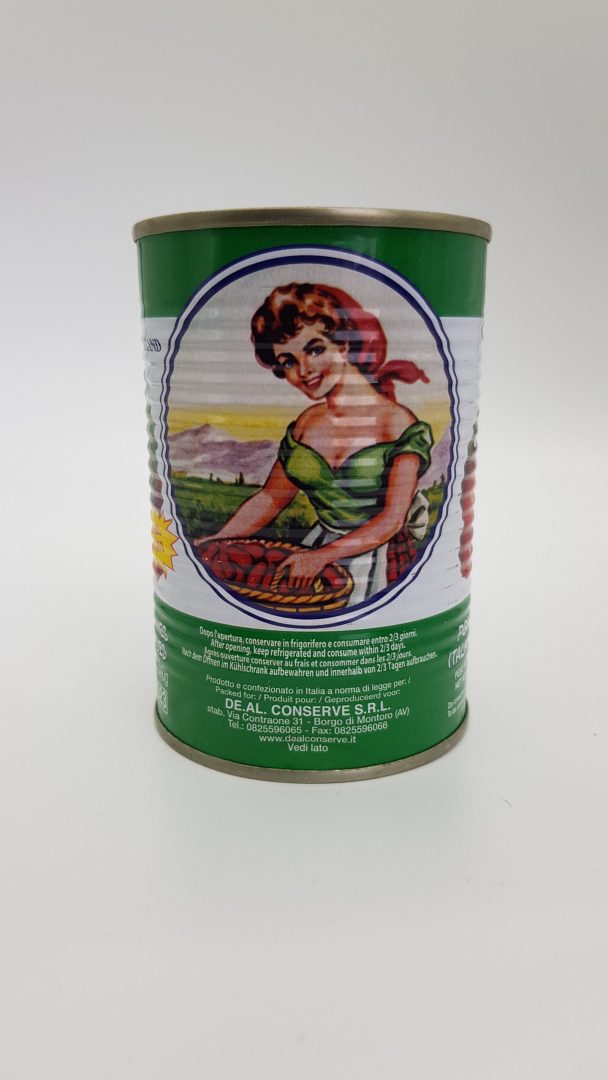 Dopo l'apertura, conservare in frigorifero e consumare entro 2/3 giorni.
After opening, keep refrigerated and consume within 2/3 days.
Après ouverture conserver au frais et consommer dans les 2/3 jours.
Nach dem Öffnen im Kühlschrank aufbewahren und innerhalb von 2/3 Tagen aufbraucher.
Prodotto e confezionato in Italia a norma di legge per: /
Packed for: / Produit pour: / Geproduceerd voor:
DE.AL. CONSERVE S.R.L.
stab. Via Contraone 31 - Borgo di Montoro (AV)
Tel.: 0825596065 - Fax: 0825596066
www.dealconserve.it
Vedi lato